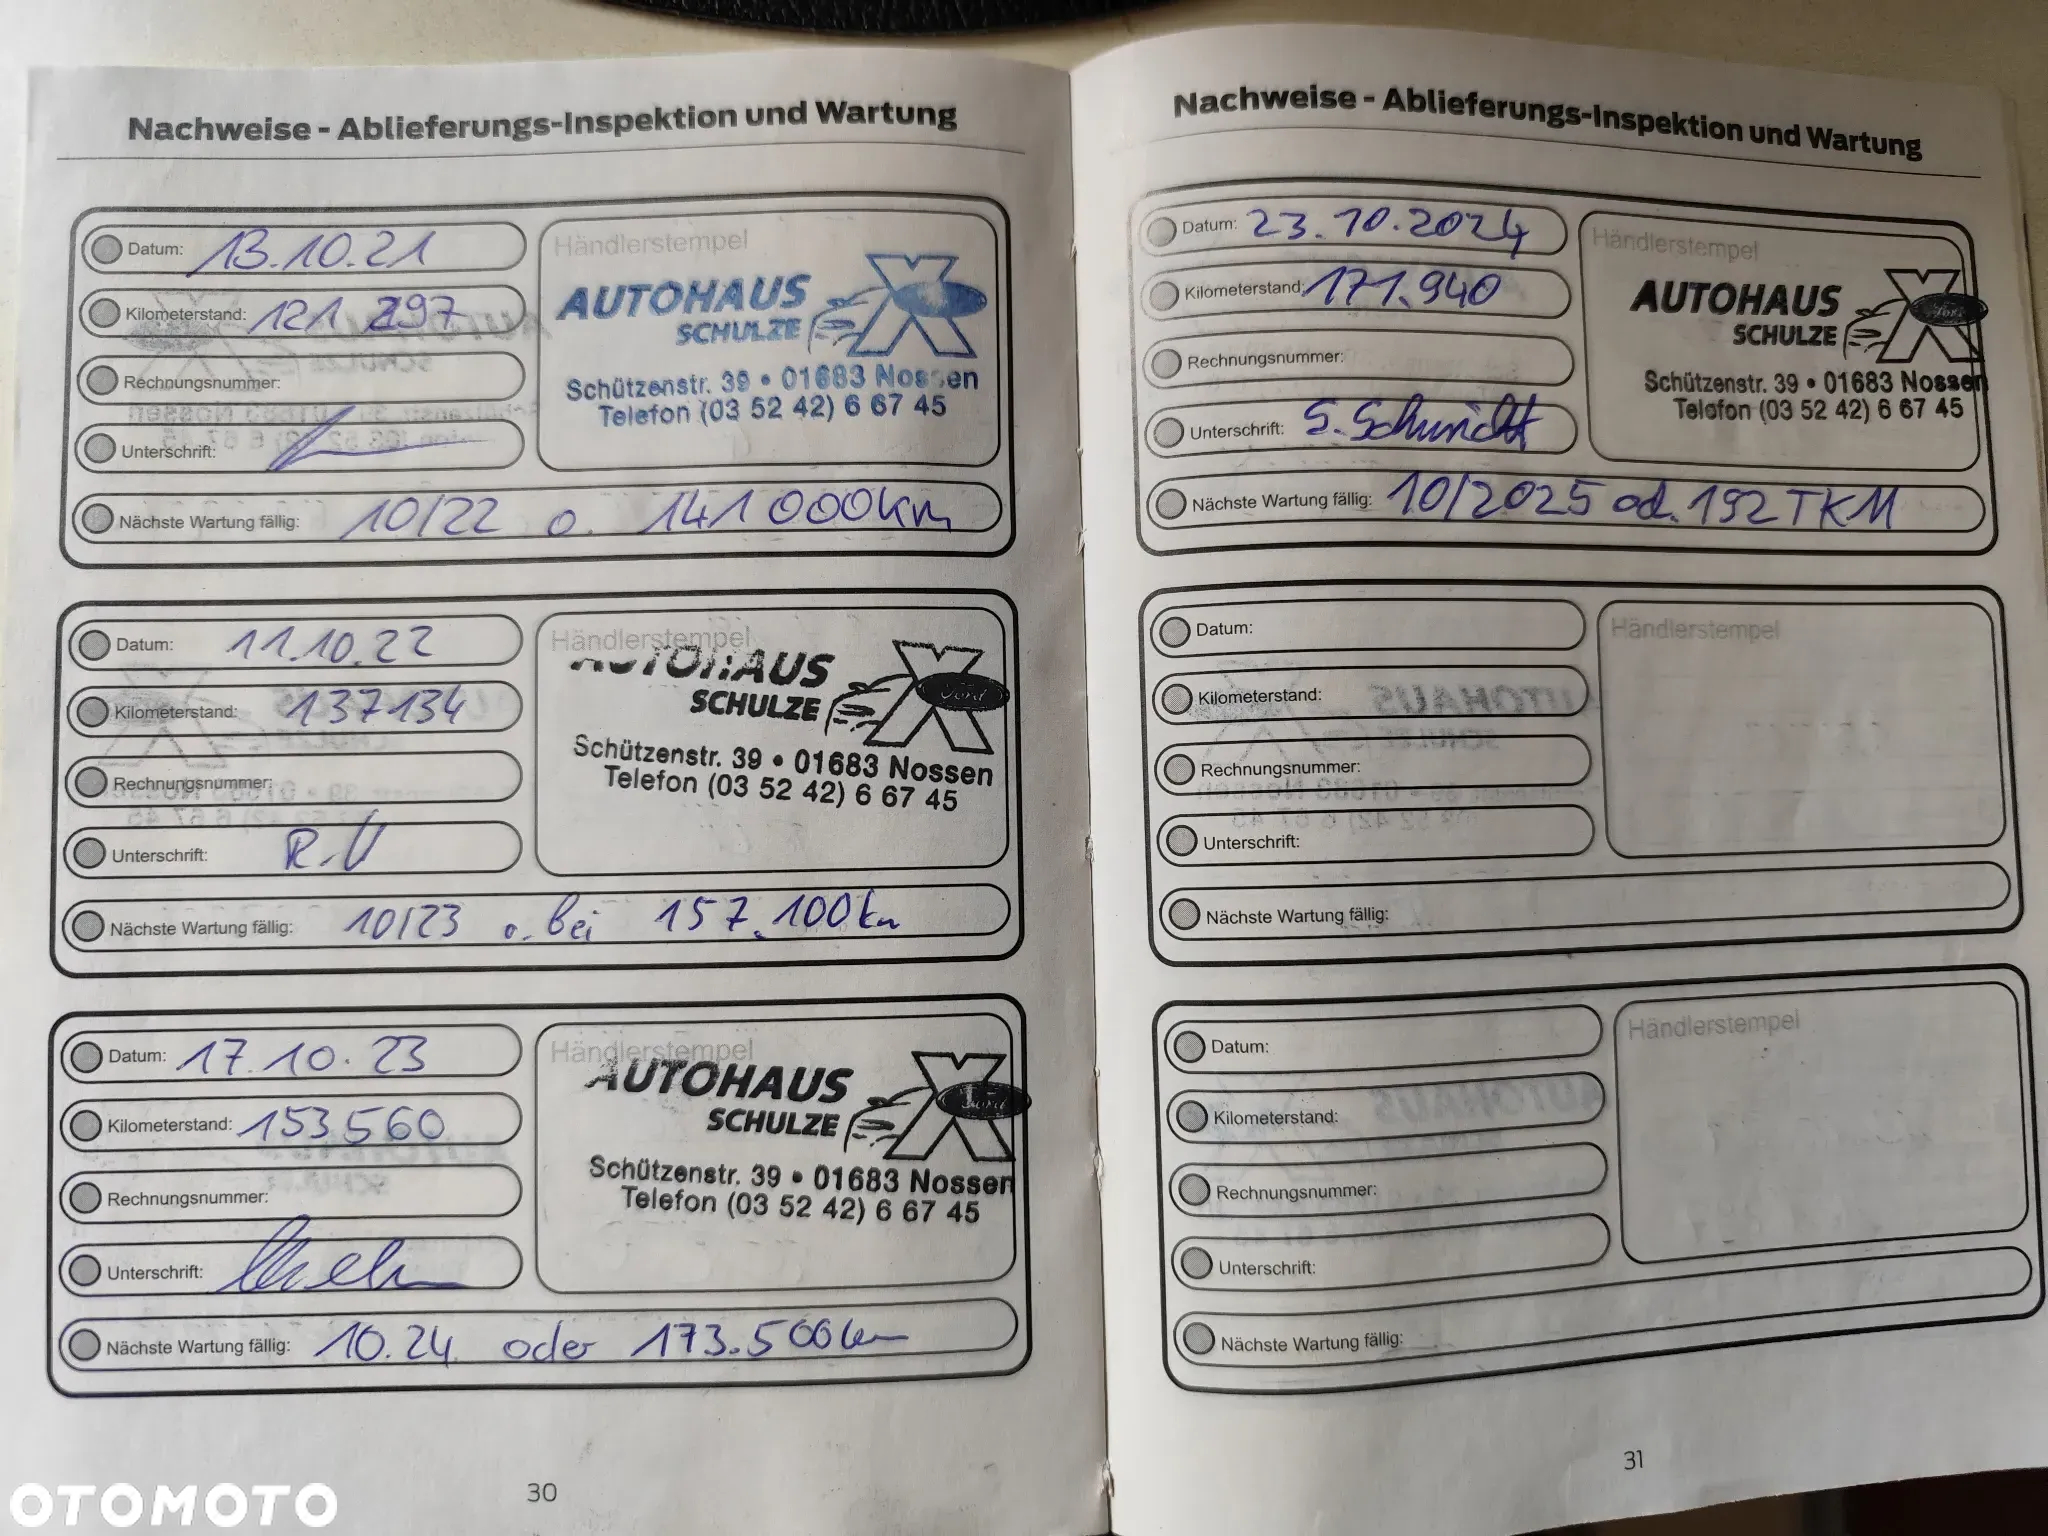 Nachweise - Ablieferungs-Inspektion und Wartung
Datum: 13.10.21
Kilometerstand: 121 297
Rechnungsnummer:
Unterschrift:
Händlerstempel
AUTOHAUS
SCHULZE
Schützenstr. 39 • 01683 Nossen
Telefon (03 52 42) 6 67 45
Nächste Wartung fällig: 10/22 o. 141 000km
Datum: 11.10.22
Kilometerstand: 137134
Rechnungsnummer:
Unterschrift:
Händlerstempel
AUTOHAUS
SCHULZE
Ford
Schützenstr. 39 • 01683 Nossen
Telefon (03 52 42) 6 67 45
Nächste Wartung fällig: 10/23 o. bei 157.100km
Datum: 17.10.23
Kilometerstand: 153560
Rechnungsnummer:
Unterschrift:
Händlerstempel
AUTOHAUS
SCHULZE
Ford
Schützenstr. 39 • 01683 Nossen
Telefon (03 52 42) 6 67 45
Nächste Wartung fällig: 10.24 oder 173.500km
30
Nachweise - Ablieferungs-Inspektion und Wartung
Datum: 23.10.2024
Kilometerstand: 171.940
Rechnungsnummer:
Unterschrift: S. Schmidt
Händlerstempel
AUTOHAUS
SCHULZE
Ford
Schützenstr. 39 • 01683 Nossen
Telefon (03 52 42) 6 67 45
Nächste Wartung fällig: 10/2025 od. 192 TKM
Datum:
Kilometerstand:
Rechnungsnummer:
Unterschrift:
Händlerstempel
Nächste Wartung fällig:
Datum:
Kilometerstand:
Rechnungsnummer:
Unterschrift:
Händlerstempel
Nächste Wartung fällig:
31
OTOMOTO